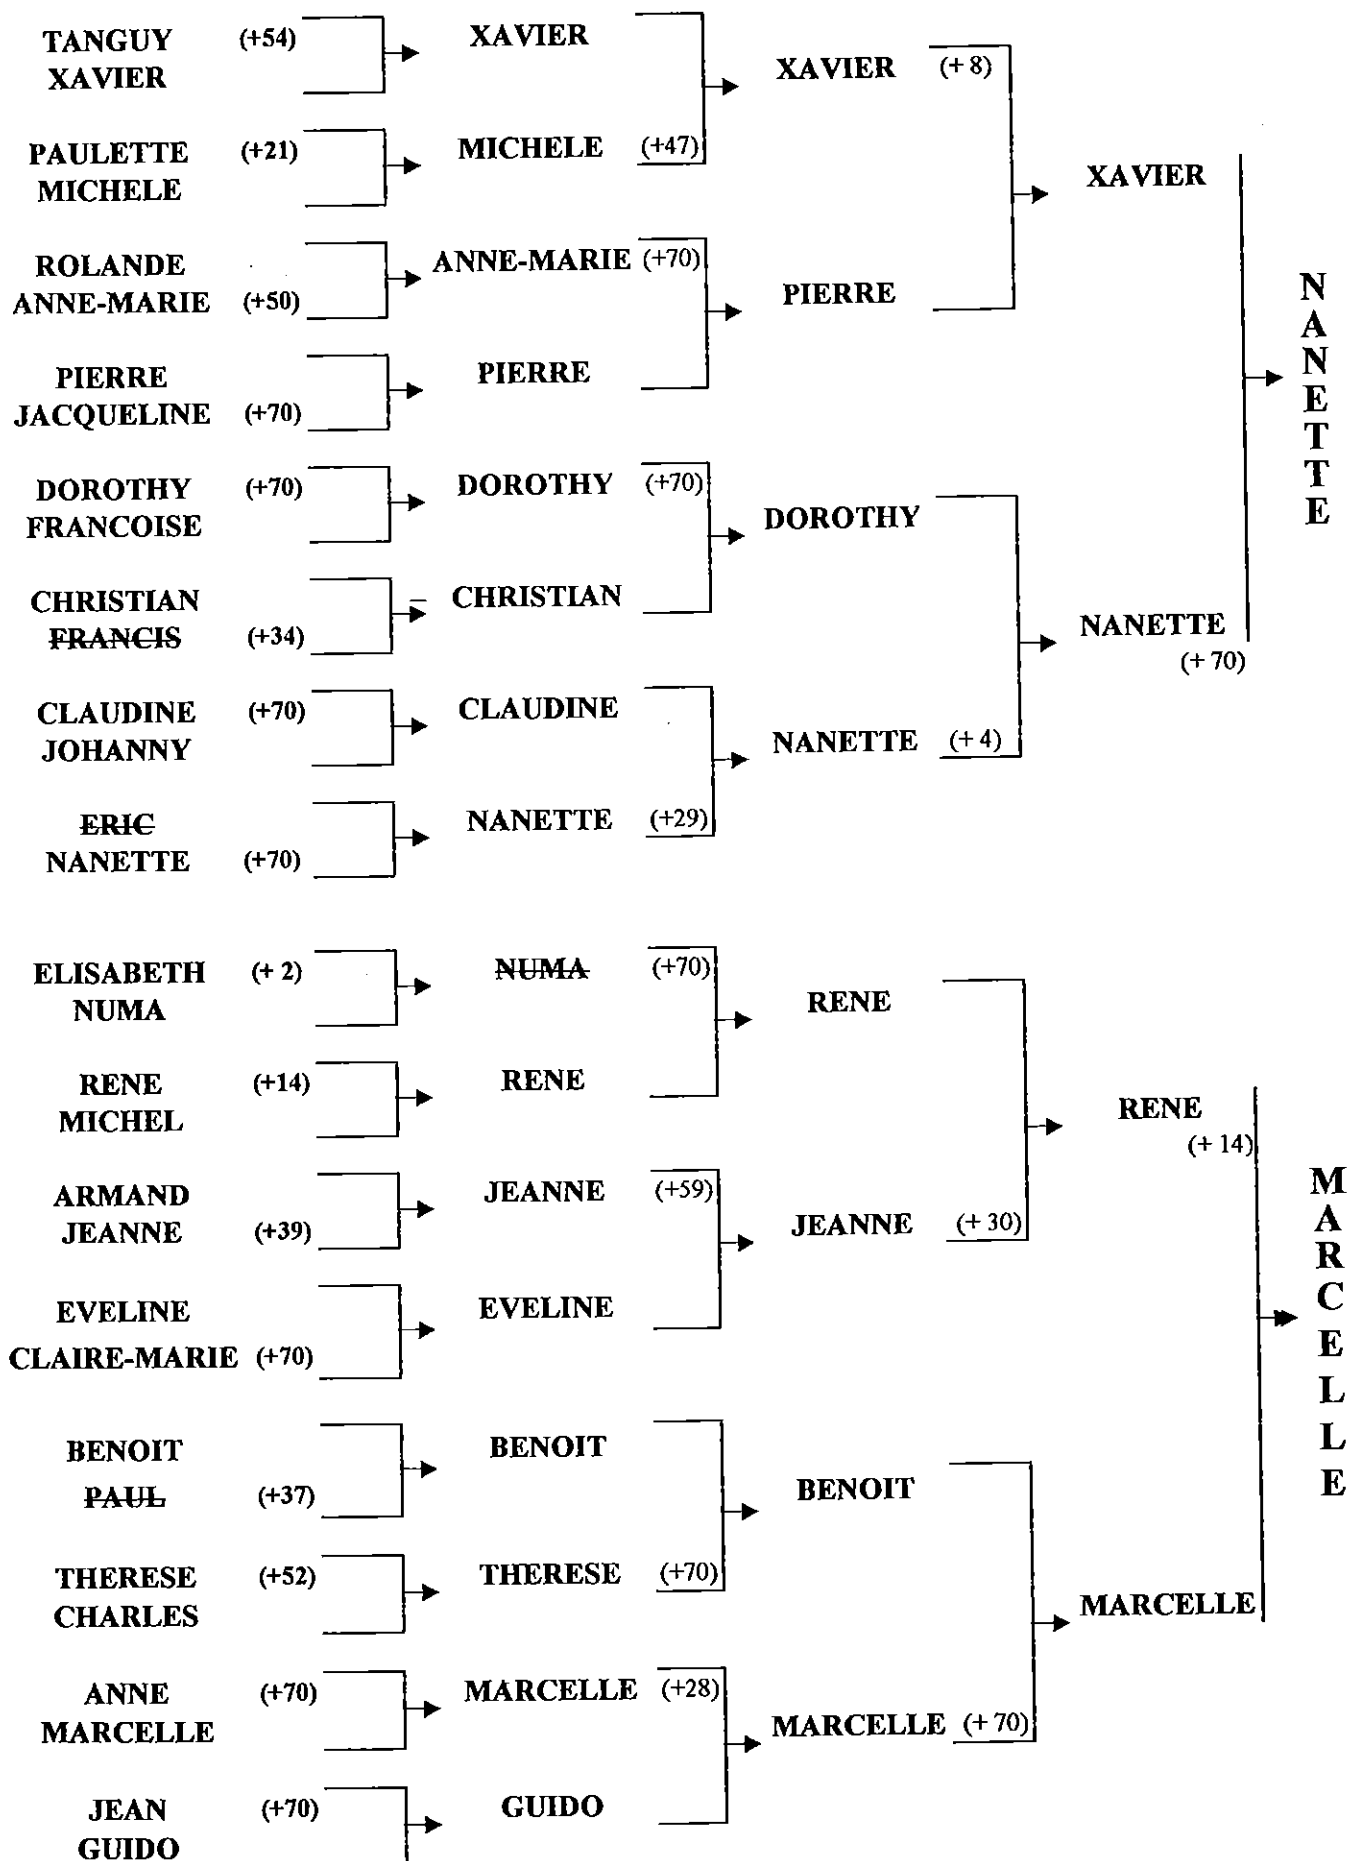 TANGUY (+54)
XAVIER
PAULETTE (+21)
MICHELE
ROLANDE
ANNE-MARIE (+50)
PIERRE
JACQUELINE (+70)
DOROTHY (+70)
FRANCOISE
CHRISTIAN
FRANCIS (+34)
CLAUDINE (+70)
JOHANNY
ERIC
NANETTE (+70)
XAVIER
MICHELE (+47)
ANNE-MARIE (+70)
PIERRE
DOROTHY (+70)
CHRISTIAN
CLAUDINE
NANETTE (+29)
XAVIER (+ 8)
PIERRE
DOROTHY
NANETTE (+ 4)
XAVIER
NANETTE
(+ 70)
NANETTE
ELISABETH (+ 2)
NUMA
RENE (+14)
MICHEL
ARMAND
JEANNE (+39)
EVELINE
CLAIRE-MARIE (+70)
BENOIT
PAUL (+37)
THERESE (+52)
CHARLES
ANNE (+70)
MARCELLE
JEAN (+70)
GUIDO
NUMA (+70)
RENE
JEANNE (+59)
EVELINE
BENOIT
THERESE (+70)
MARCELLE (+28)
GUIDO
RENE
JEANNE (+ 30)
BENOIT
MARCELLE (+ 70)
RENE
(+ 14)
MARCELLE
MARCELLE